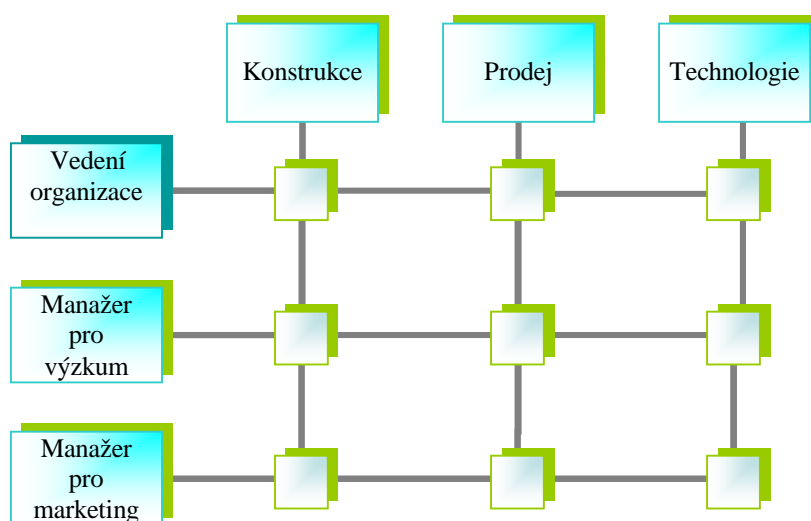 Konstrukce
Prodej
Technologie
Vedení
organizace
Manažer
pro
výzkum
Manažer
pro
marketing